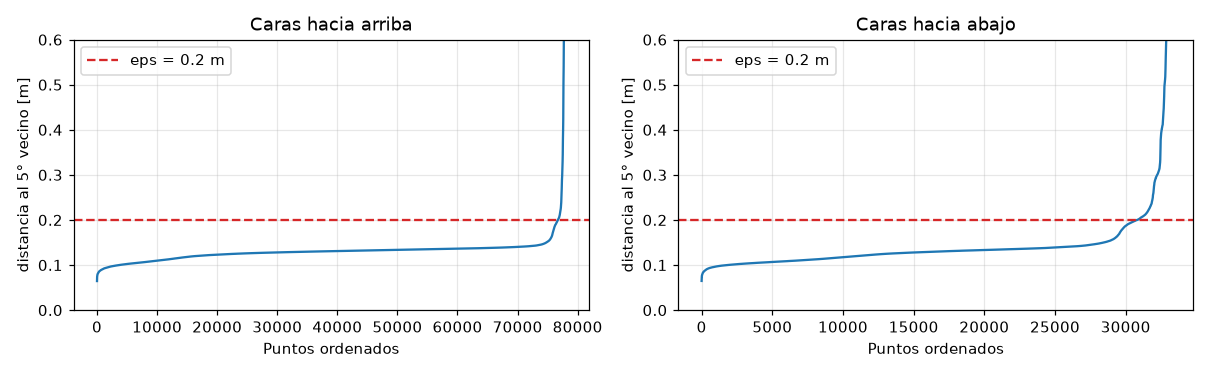 Caras hacia arriba
distancia al 5° vecino [m]
0.6
0.5
0.4
0.3
0.2
0.1
0.0
eps = 0.2 m
0 10000 20000 30000 40000 50000 60000 70000 80000
Puntos ordenados
Caras hacia abajo
distancia al 5° vecino [m]
0.6
0.5
0.4
0.3
0.2
0.1
0.0
eps = 0.2 m
0 5000 10000 15000 20000 25000 30000
Puntos ordenados